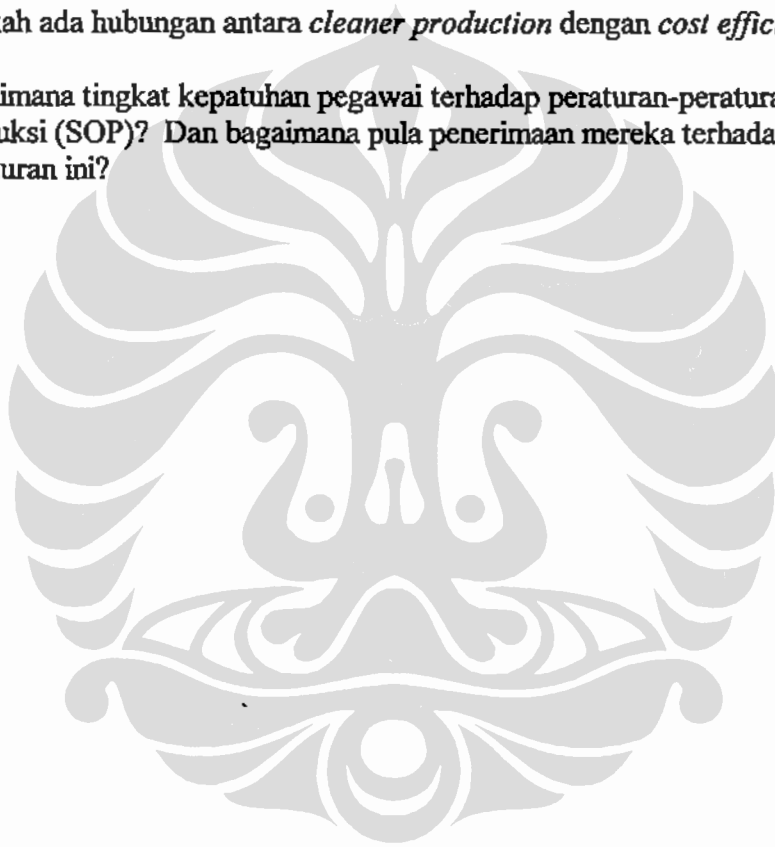 ah ada hubungan antara cleaner production dengan cost effic
imana tingkat kepatuhan pegawai terhadap peraturan-peratura
uksi (SOP)? Dan bagaimana pula penerimaan mereka terhada
uran ini?